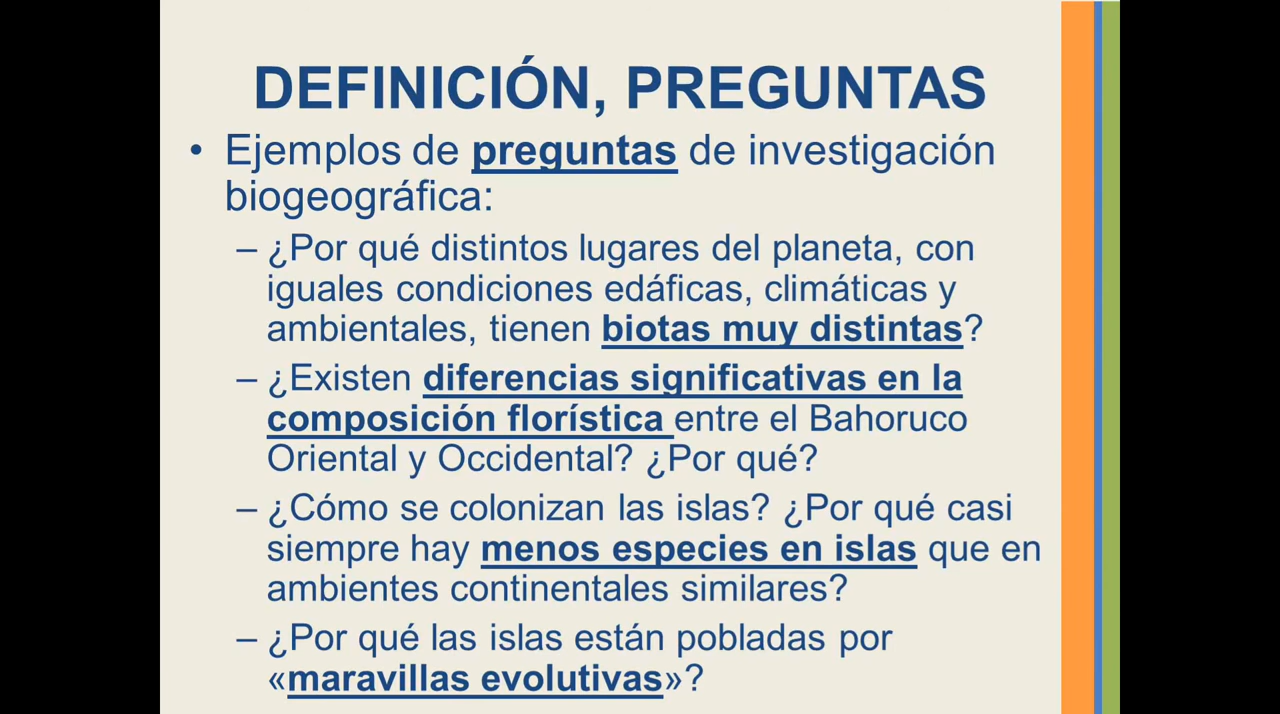 DEFINICIÓN, PREGUNTAS
• Ejemplos de preguntas de investigación
biogeográfica:
– ¿Por qué distintos lugares del planeta, con
iguales condiciones edáficas, climáticas y
ambientales, tienen biotas muy distintas?
– ¿Existen diferencias significativas en la
composición florística entre el Bahoruco
Oriental y Occidental? ¿Por qué?
– ¿Cómo se colonizan las islas? ¿Por qué casi
siempre hay menos especies en islas que en
ambientes continentales similares?
– ¿Por qué las islas están pobladas por
«maravillas evolutivas»?